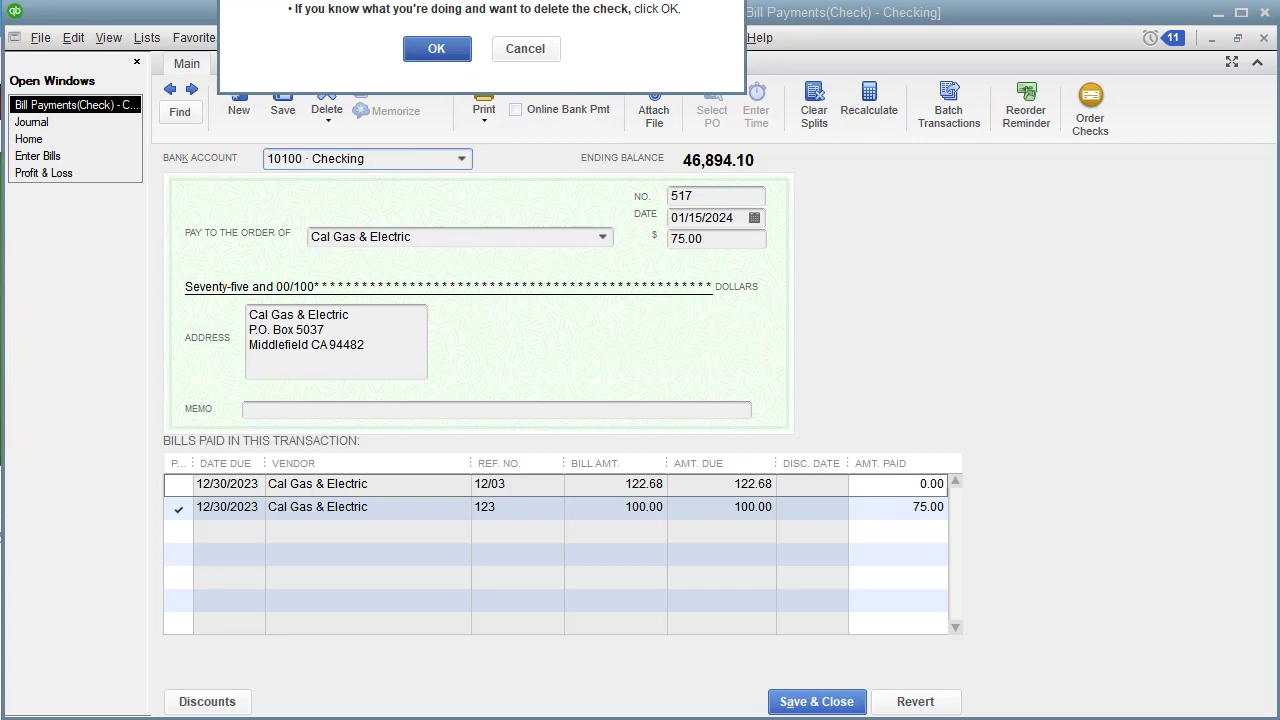 • If you know what you're doing and want to delete the check, click OK.
OK
Cancel
Bill Payments(Check) - Checking]
File
Edit
View
Lists
Favorite
Help
11
Open Windows
Bill Payments(Check) - C...
Journal
Home
Enter Bills
Profit & Loss
Main
Find
New
Save
Delete
Memorize
Print
Online Bank Pmt
Attach
File
Select
PO
Enter
Time
Clear
Splits
Recalculate
Batch
Transactions
Reorder
Reminder
Order
Checks
BANK ACCOUNT
10100 · Checking
ENDING BALANCE
46,894.10
NO.
517
DATE
01/15/2024
PAY TO THE ORDER OF
Cal Gas & Electric
$
75.00
Seventy-five and 00/100* * * * * * * * * * * * * * * * * * * * * * * * * * * * * * * * * * * * * * * * * * * * * * * * * * DOLLARS
ADDRESS
Cal Gas & Electric
P.O. Box 5037
Middlefield CA 94482
MEMO
BILLS PAID IN THIS TRANSACTION:
P... DATE DUE VENDOR REF. NO. BILL AMT. AMT. DUE DISC. DATE AMT. PAID
12/30/2023 Cal Gas & Electric 12/03 122.68 122.68 0.00
12/30/2023 Cal Gas & Electric 123 100.00 100.00 75.00
Discounts
Save & Close
Revert